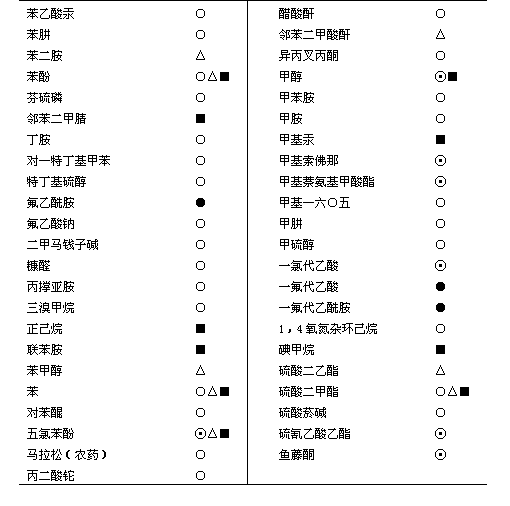 苯乙酸汞 ○
苯肼 ○
苯二胺 △
苯酚 ○△■
芬硫磷 ○
邻苯二甲腈 ■
丁胺 ○
对一特丁基甲苯 ○
特丁基硫醇 ○
氟乙酰胺 ●
氟乙酸钠 ○
二甲马钱子碱 ○
糠醛 ○
丙撑亚胺 ○
三溴甲烷 ○
正己烷 ■
联苯胺 ■
苯甲醇 △
苯 ○△■
对苯醌 ○
五氯苯酚 ⊙△■
马拉松(农药) ○
丙二酸铊 ○
醋酸酐 ○
邻苯二甲酸酐 △
异丙叉丙酮 ○
甲醇 ⊙■
甲苯胺 ○
甲胺 ○
甲基汞 ■
甲基索佛那 ⊙
甲基萘氨基甲酸酯 ⊙
甲基一六〇五 ○
甲肼 ○
甲硫醇 ○
一氯代乙酸 ⊙
一氟代乙酸 ●
一氟代乙酰胺 ●
1,4氧氮杂环己烷 ○
碘甲烷 ■
硫酸二乙酯 △
硫酸二甲酯 ○△■
硫酸菸碱 ○
硫氰乙酸乙酯 ⊙
鱼藤酮 ⊙